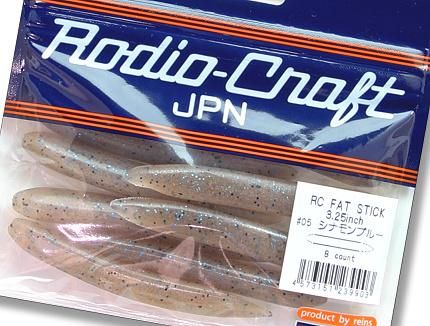 Rodio-Craft
JPN
RC FAT STICK
3.25inch
#05 シナモンブルー
count
4573151239903
product by reins